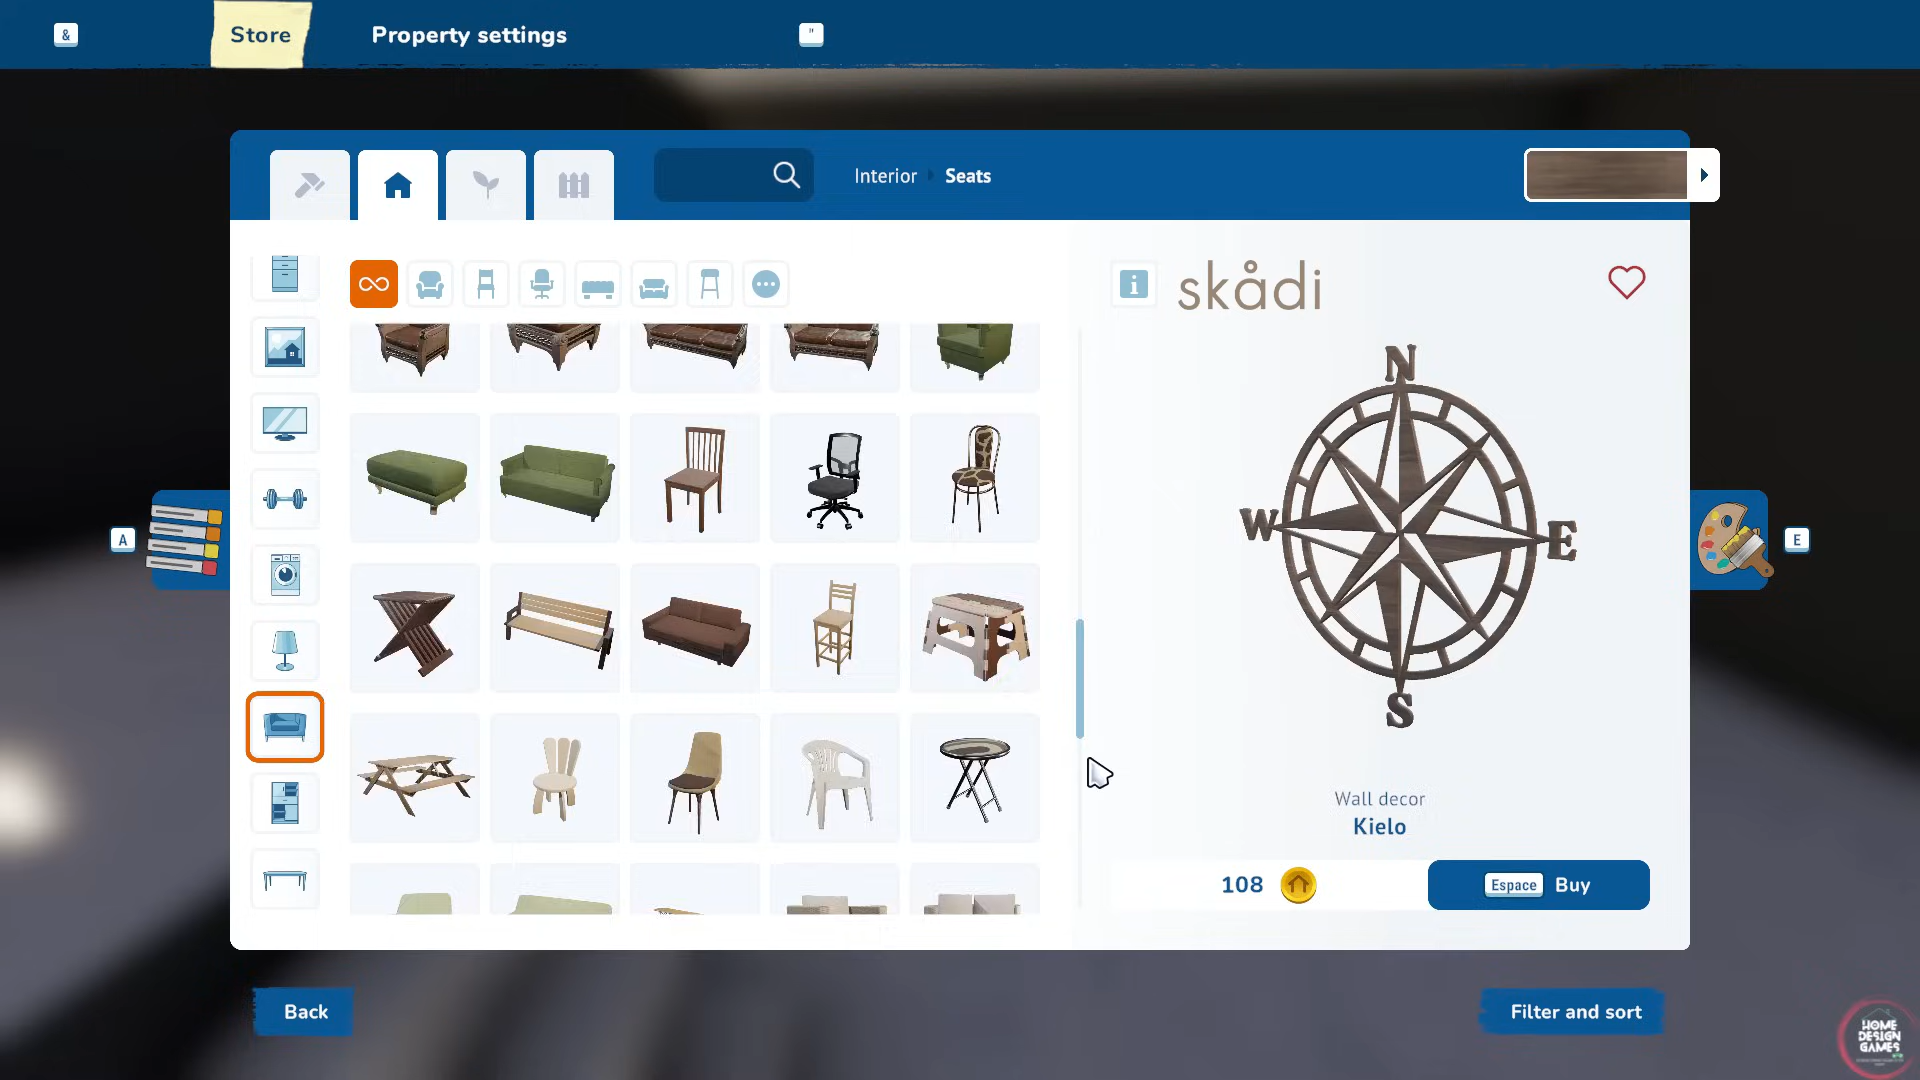 &
Store
Property settings
"
Interior
Seats
i
skådi
N
W
E
S
A
E
Wall decor
Kielo
108
Espace
Buy
Back
Filter and sort
HOME
DESIGN
GAMES